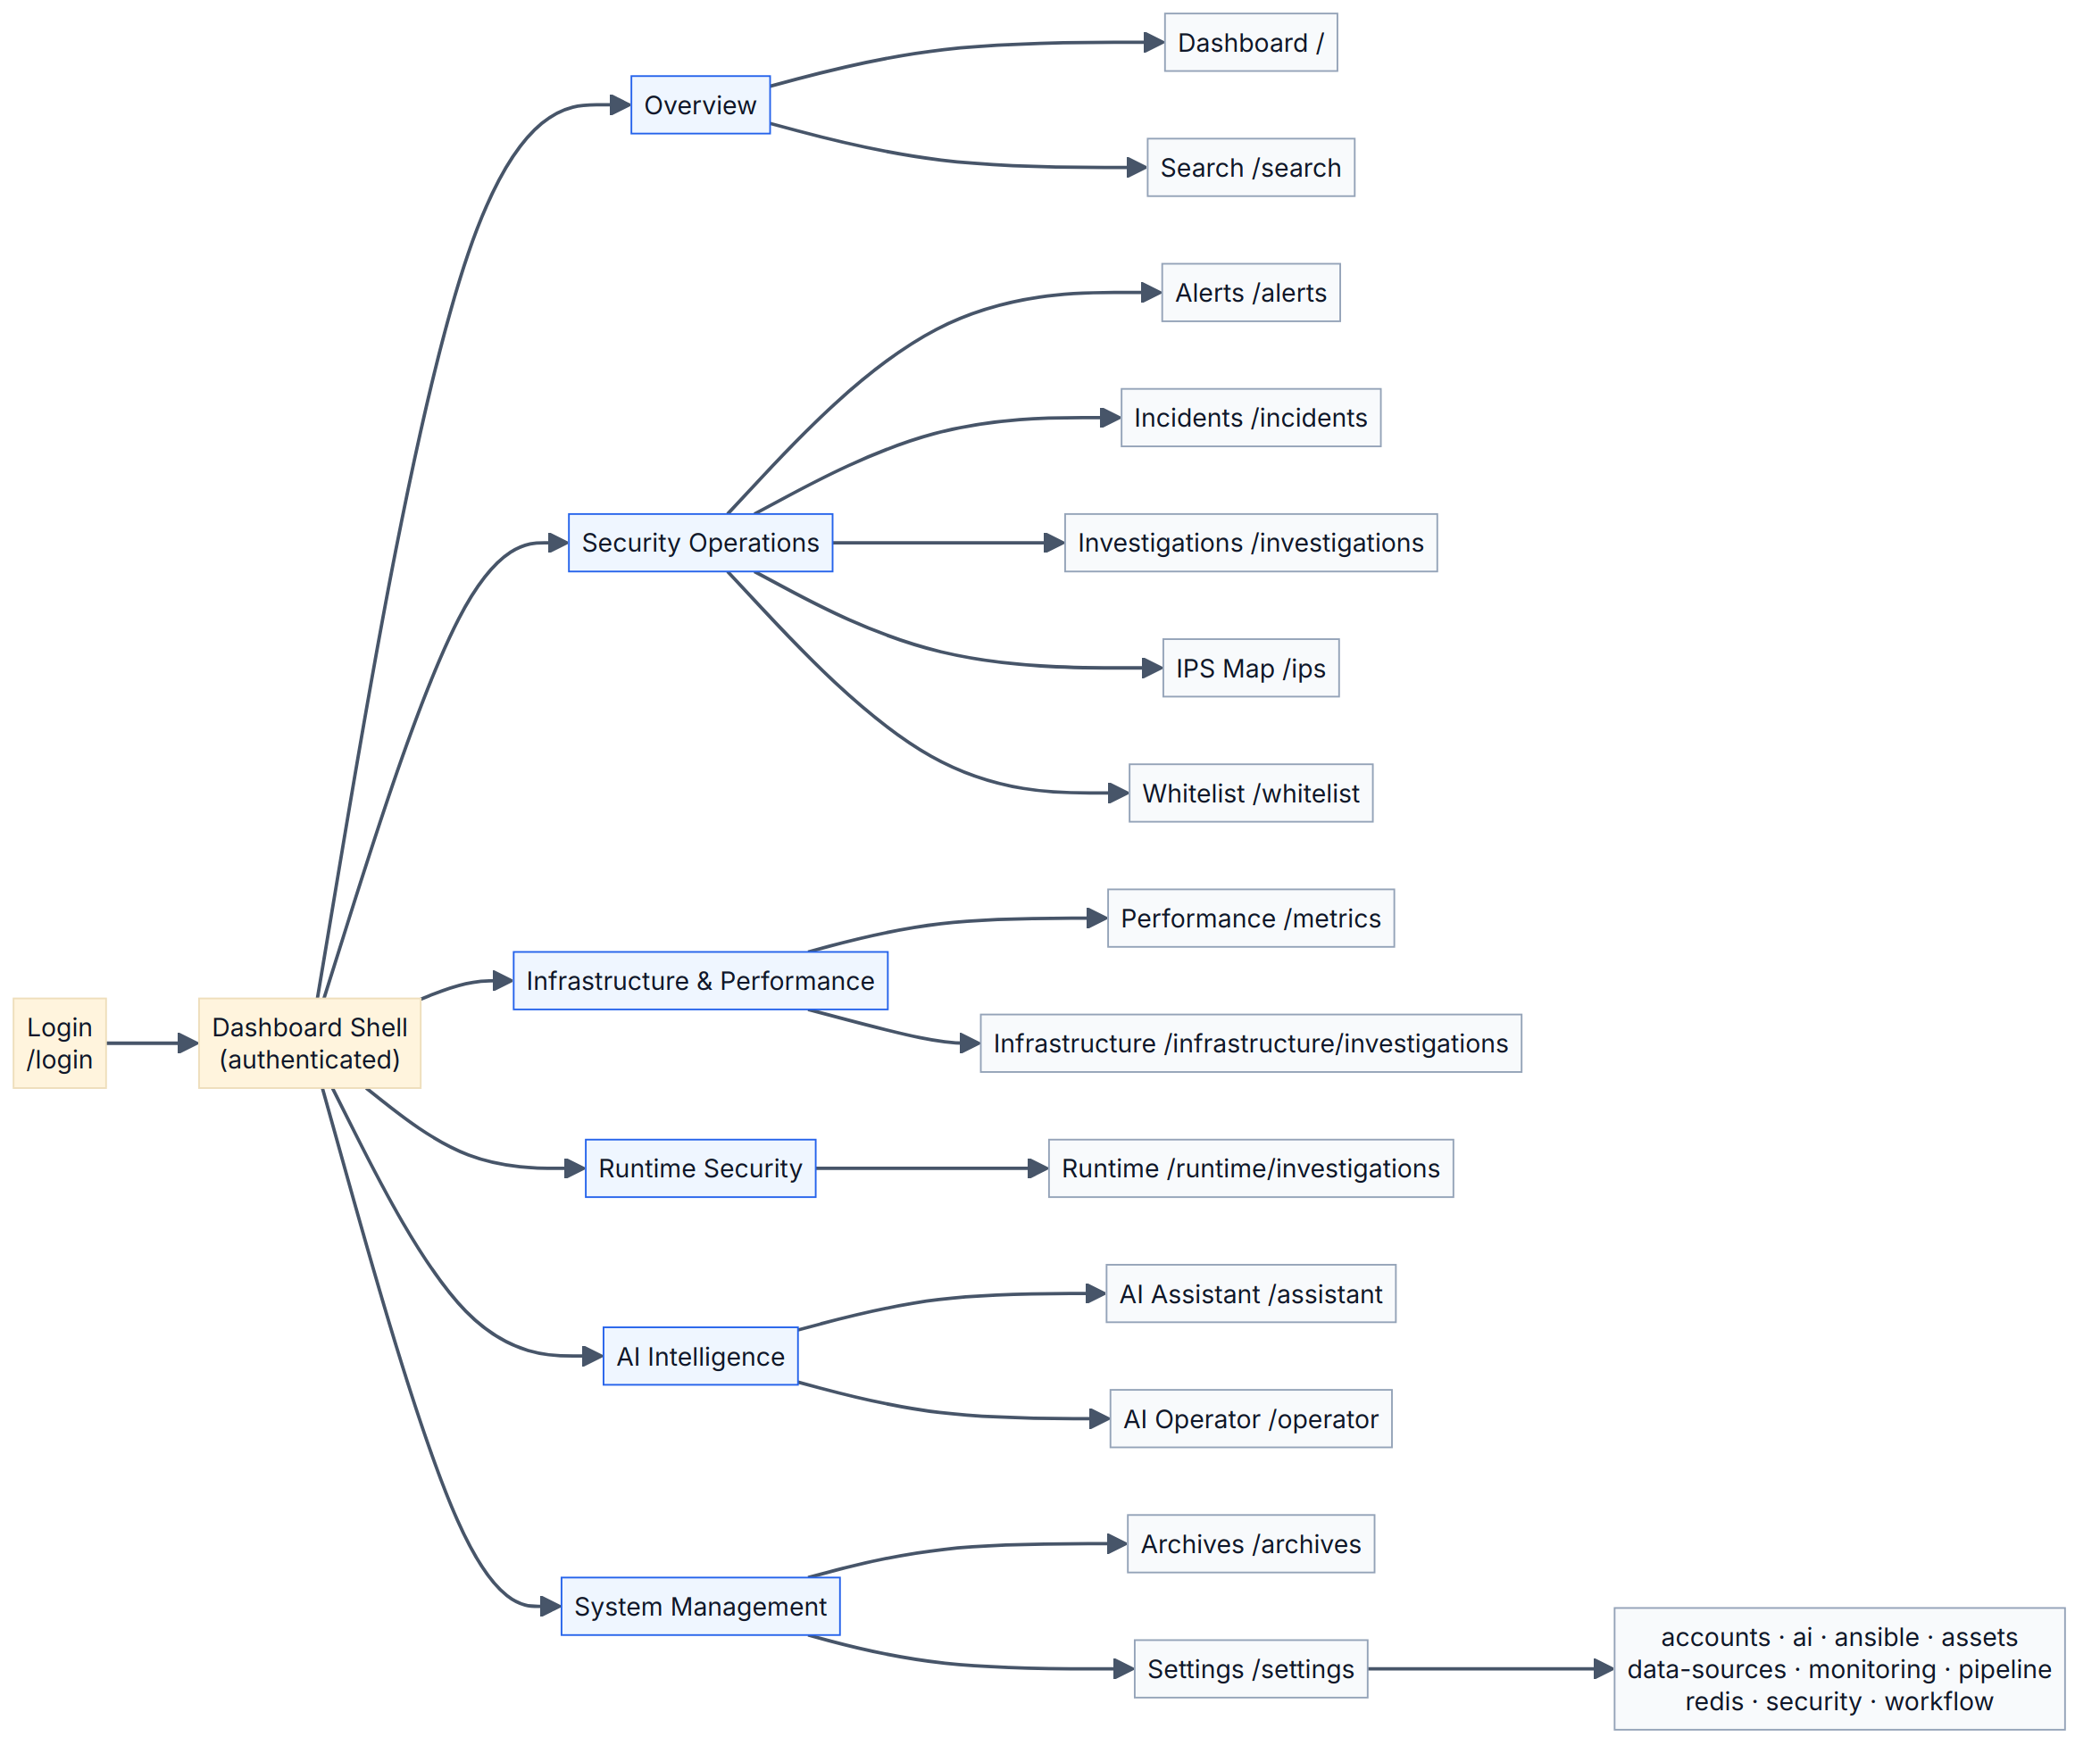 Login
/login
Dashboard Shell
(authenticated)
Overview
Dashboard /
Search /search
Security Operations
Alerts /alerts
Incidents /incidents
Investigations /investigations
IPS Map /ips
Whitelist /whitelist
Infrastructure & Performance
Performance /metrics
Infrastructure /infrastructure/investigations
Runtime Security
Runtime /runtime/investigations
AI Intelligence
AI Assistant /assistant
AI Operator /operator
System Management
Archives /archives
Settings /settings
accounts · ai · ansible · assets
data-sources · monitoring · pipeline
redis · security · workflow